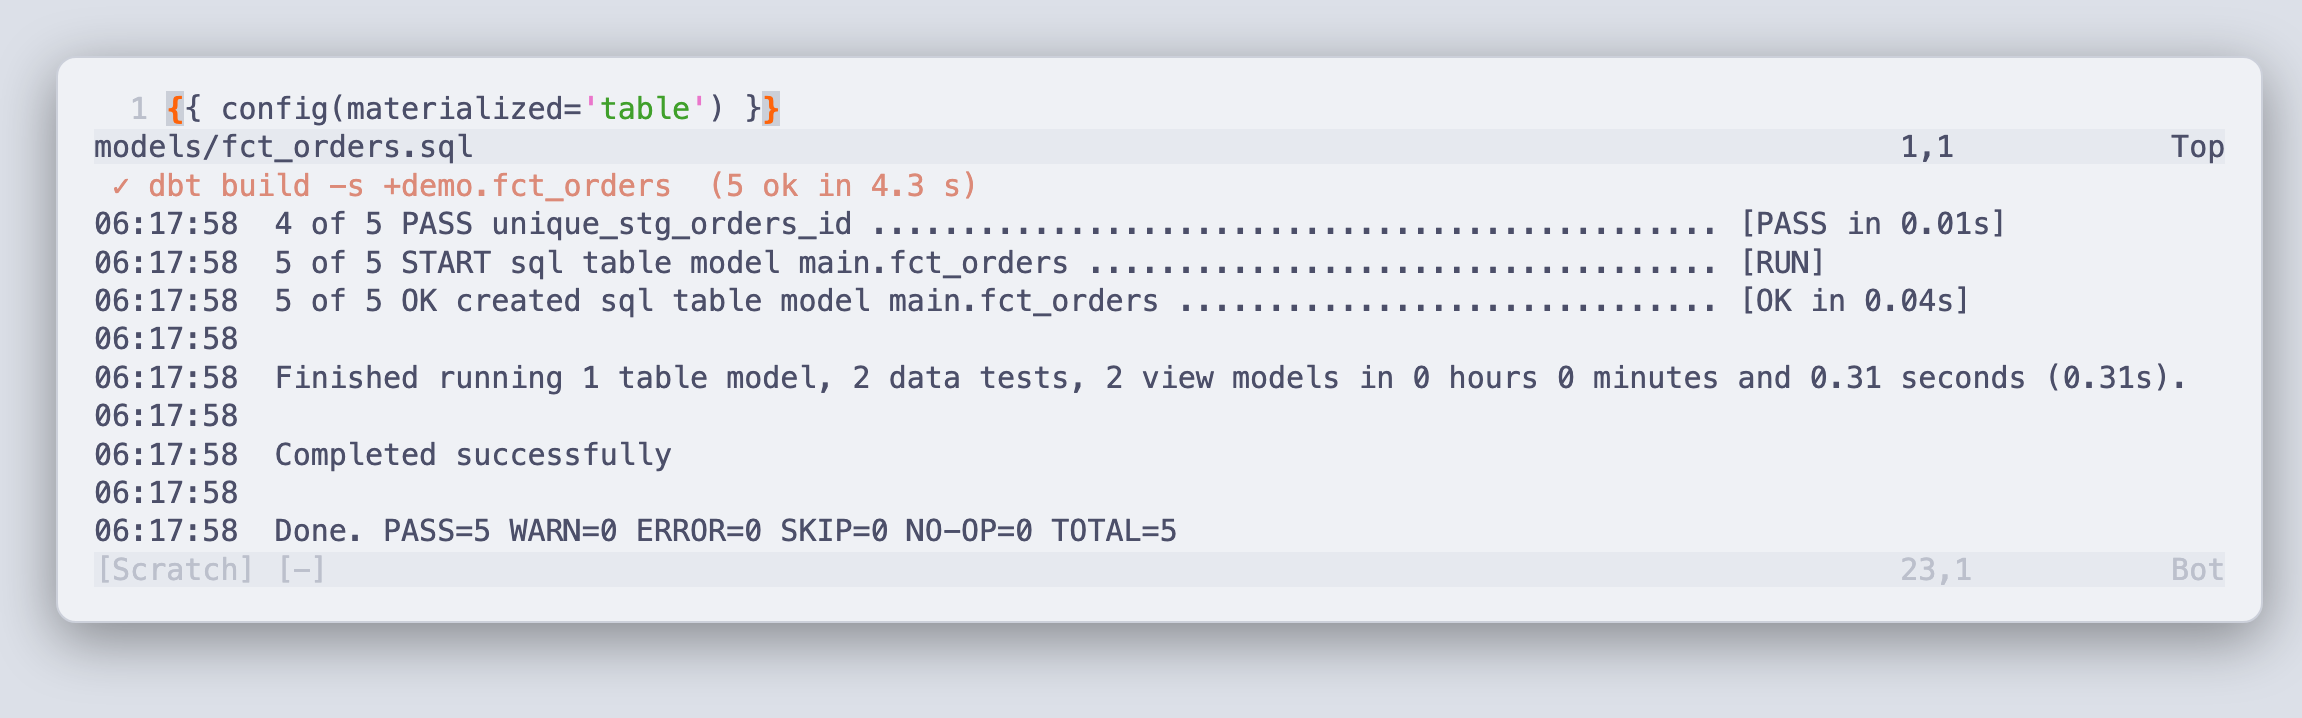 1 {{ config(materialized='table') }}
models/fct_orders.sql 1,1 Top
✓ dbt build -s +demo.fct_orders (5 ok in 4.3 s)
06:17:58  4 of 5 PASS unique_stg_orders_id ............................................... [PASS in 0.01s]
06:17:58  5 of 5 START sql table model main.fct_orders ................................... [RUN]
06:17:58  5 of 5 OK created sql table model main.fct_orders .............................. [OK in 0.04s]
06:17:58
06:17:58  Finished running 1 table model, 2 data tests, 2 view models in 0 hours 0 minutes and 0.31 seconds (0.31s).
06:17:58
06:17:58  Completed successfully
06:17:58
06:17:58  Done. PASS=5 WARN=0 ERROR=0 SKIP=0 NO-OP=0 TOTAL=5
[Scratch] [-] 23,1 Bot